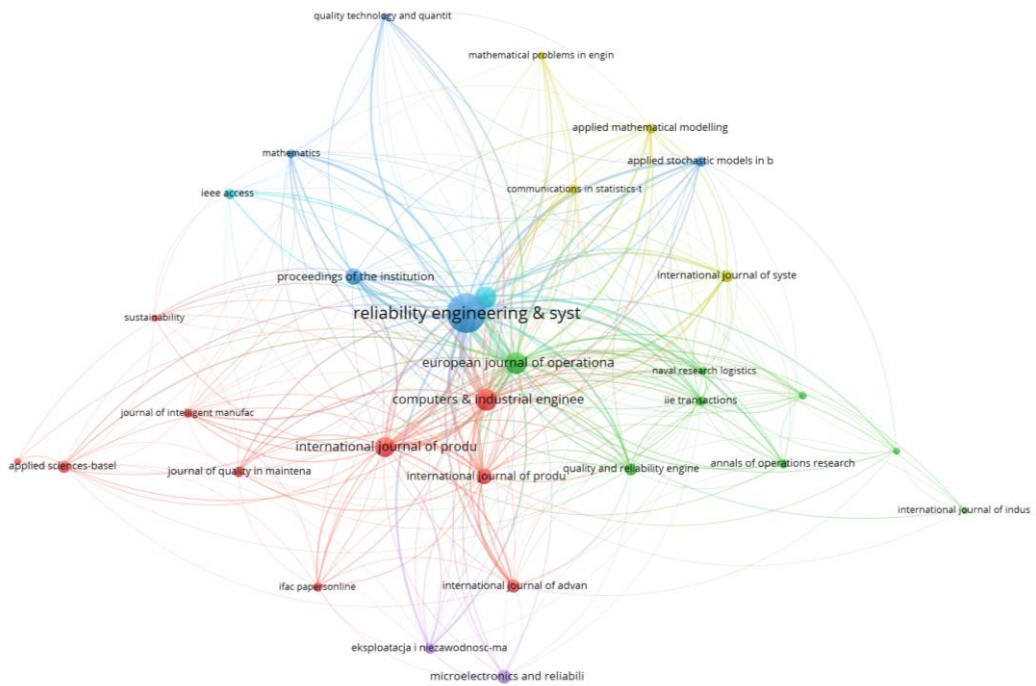 quality technology and quantit
mathematical problems in engin
applied mathematical modelling
mathematics
applied stochastic models in b
ieee access
communications in statistics-t
proceedings of the institution
international journal of syste
reliability engineering & syst
sustainability
european journal of operationa
naval research logistics
computers & industrial enginee
iie transactions
journal of intelligent manufac
international journal of produ
applied sciences-basel
journal of quality in maintena
international journal of produ
quality and reliability engine
annals of operations research
international journal of indus
ifac papersonline
international journal of advan
eksploatacja i niezawodnosc-ma
microelectronics and reliabili